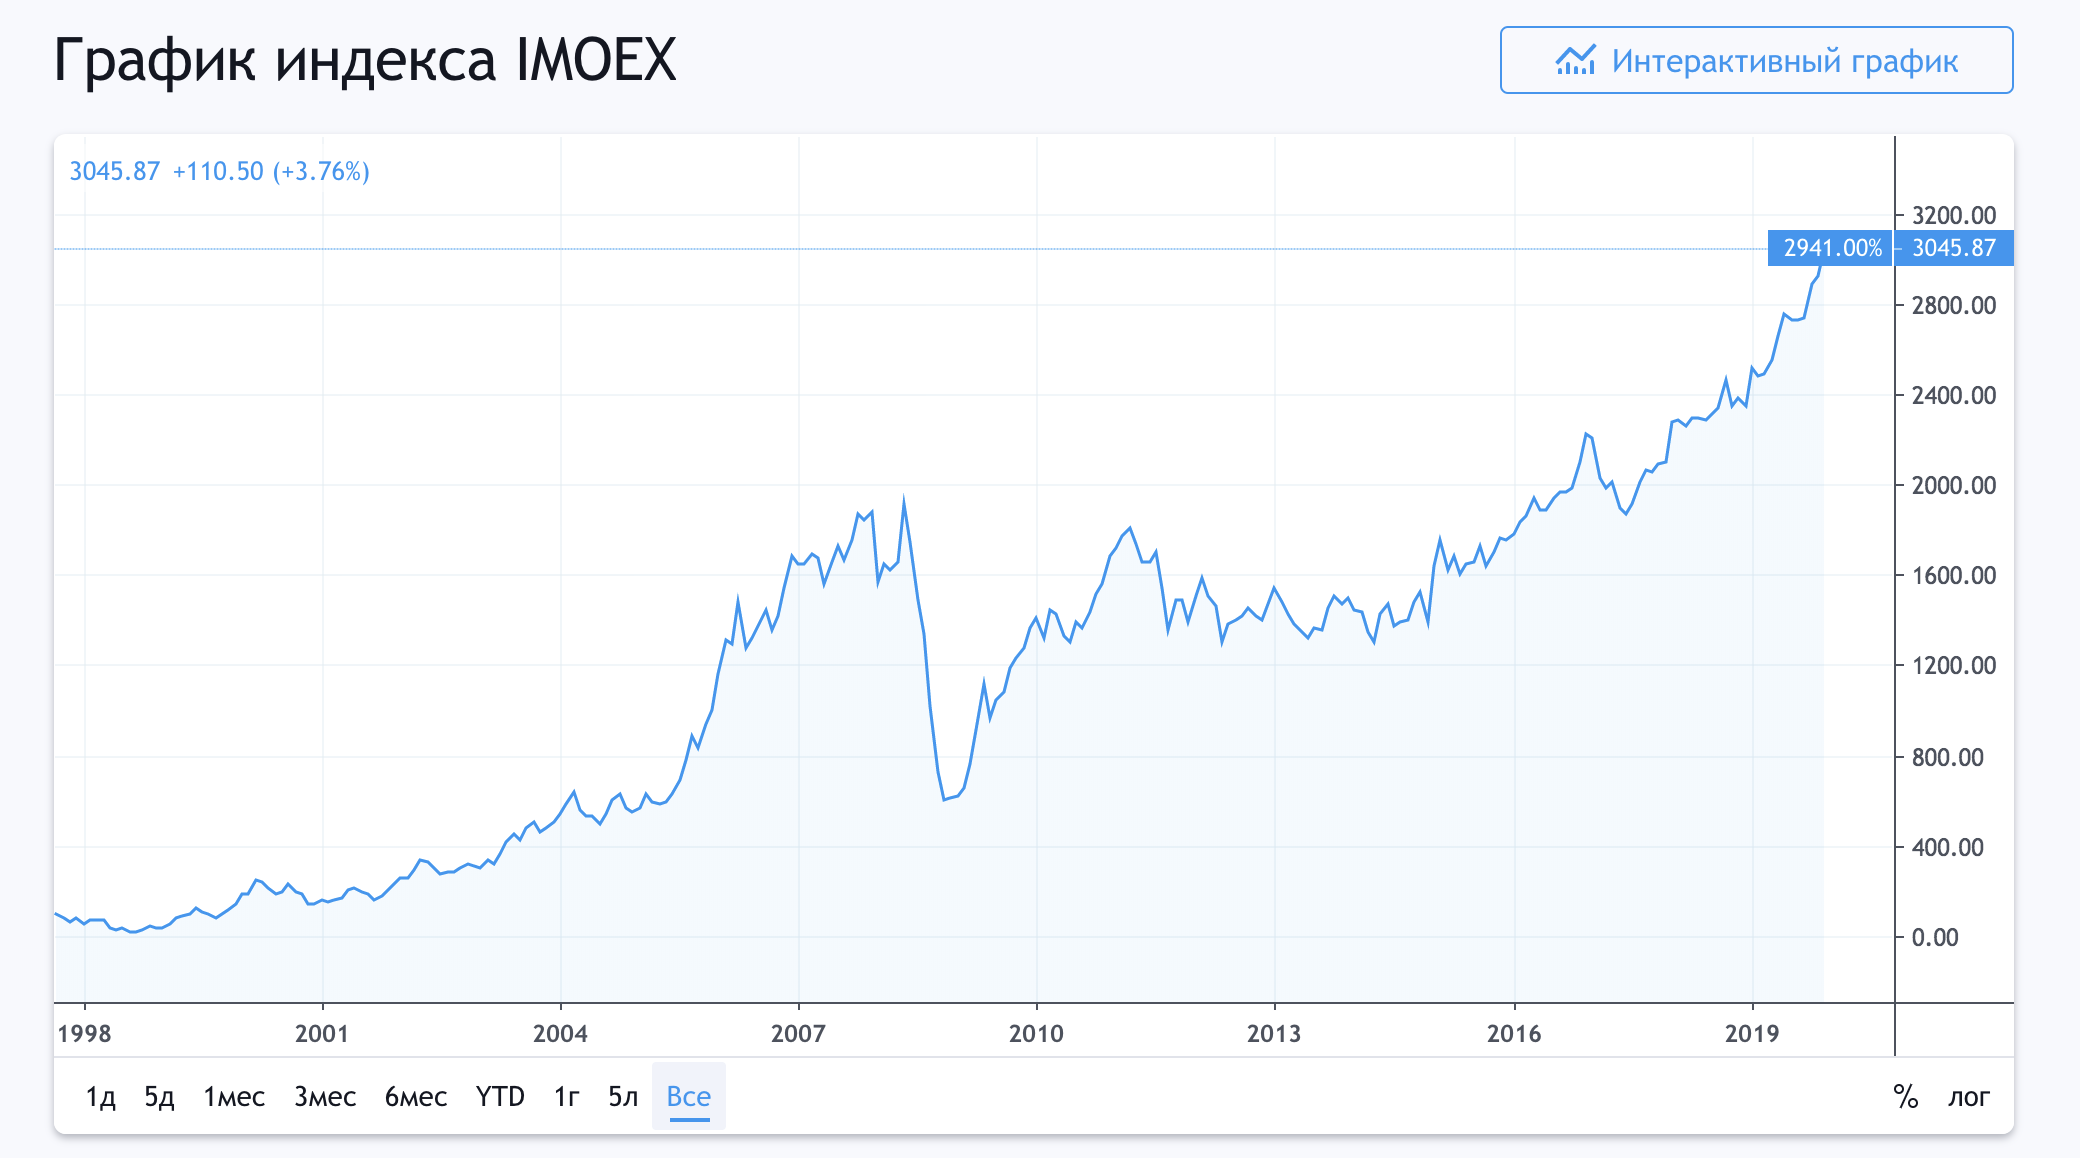 График индекса IMOEX
Интерактивный график
3045.87 +110.50 (+3.76%)
3200.00
2941.00% 3045.87
2800.00
2400.00
2000.00
1600.00
1200.00
800.00
400.00
0.00
1998 2001 2004 2007 2010 2013 2016 2019
1д 5д 1мес 3мес 6мес YTD 1г 5л Все % лог